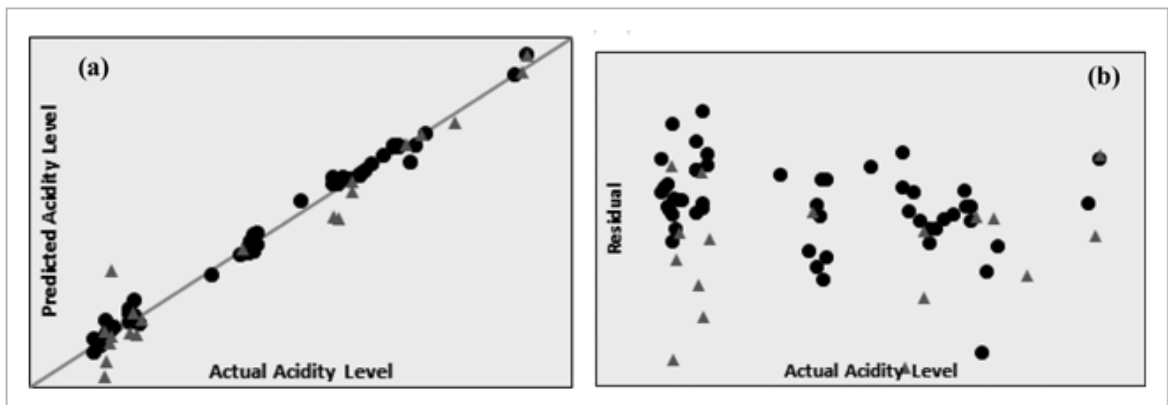 (a)
Predicted Acidity Level
Actual Acidity Level
(b)
Residual
Actual Acidity Level